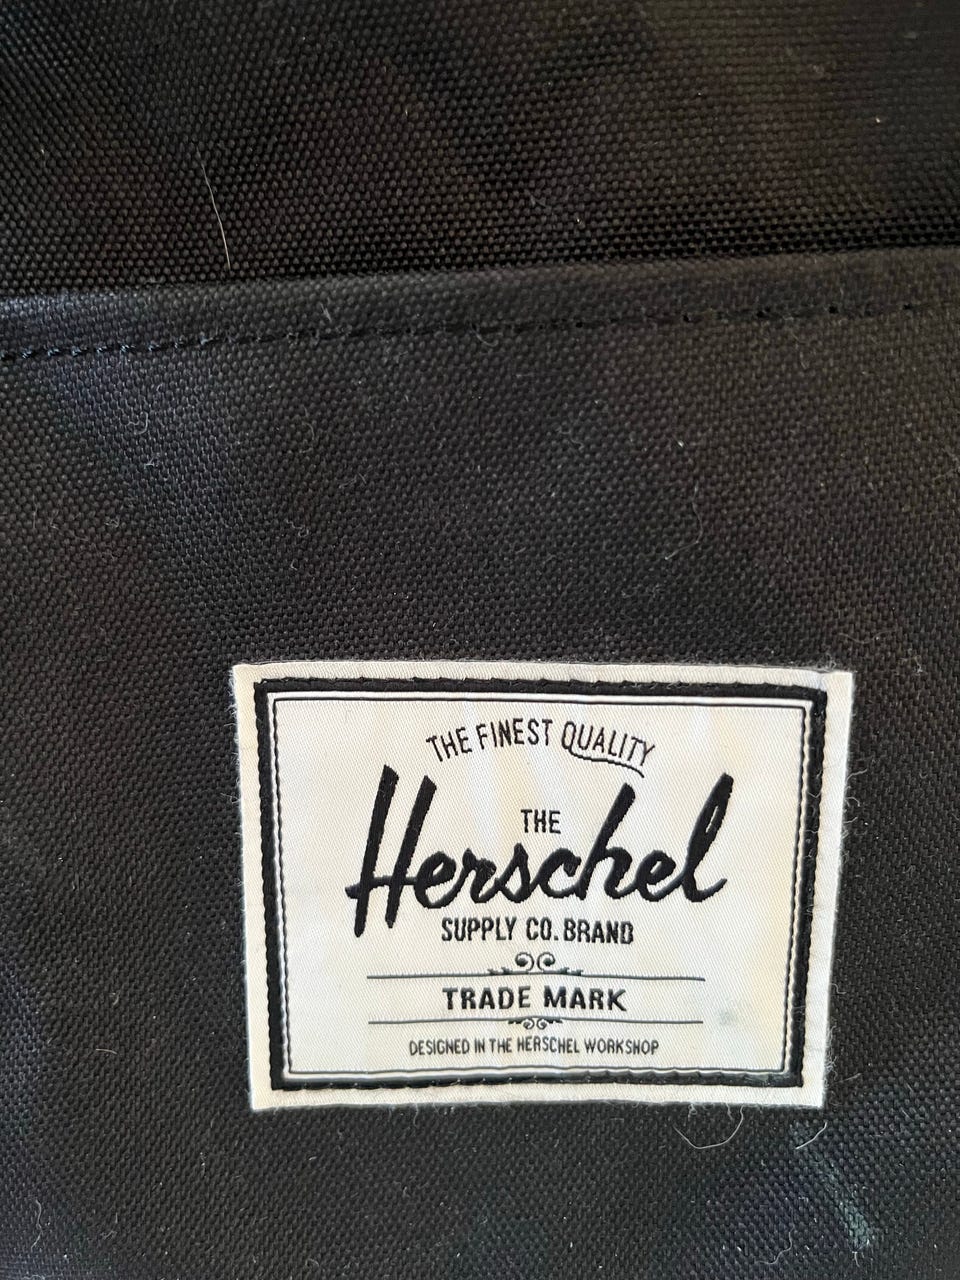 THE FINEST QUALITY
THE
Herschel
SUPPLY CO. BRAND
TRADE MARK
DESIGNED IN THE HERSCHEL WORKSHOP